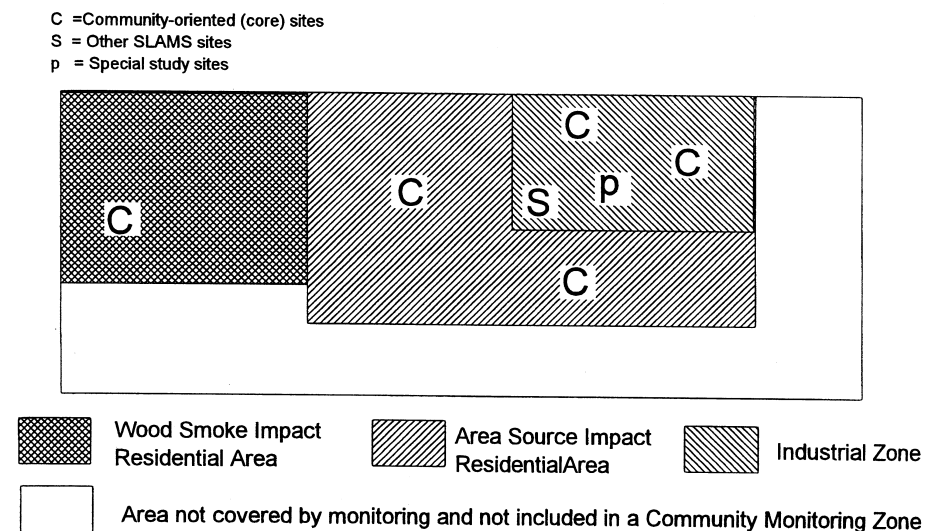 C =Community-oriented (core) sites
S = Other SLAMS sites
p = Special study sites
C
C
C
C
S
p
C
Wood Smoke Impact
Residential Area
Area Source Impact
ResidentialArea
Industrial Zone
Area not covered by monitoring and not included in a Community Monitoring Zone